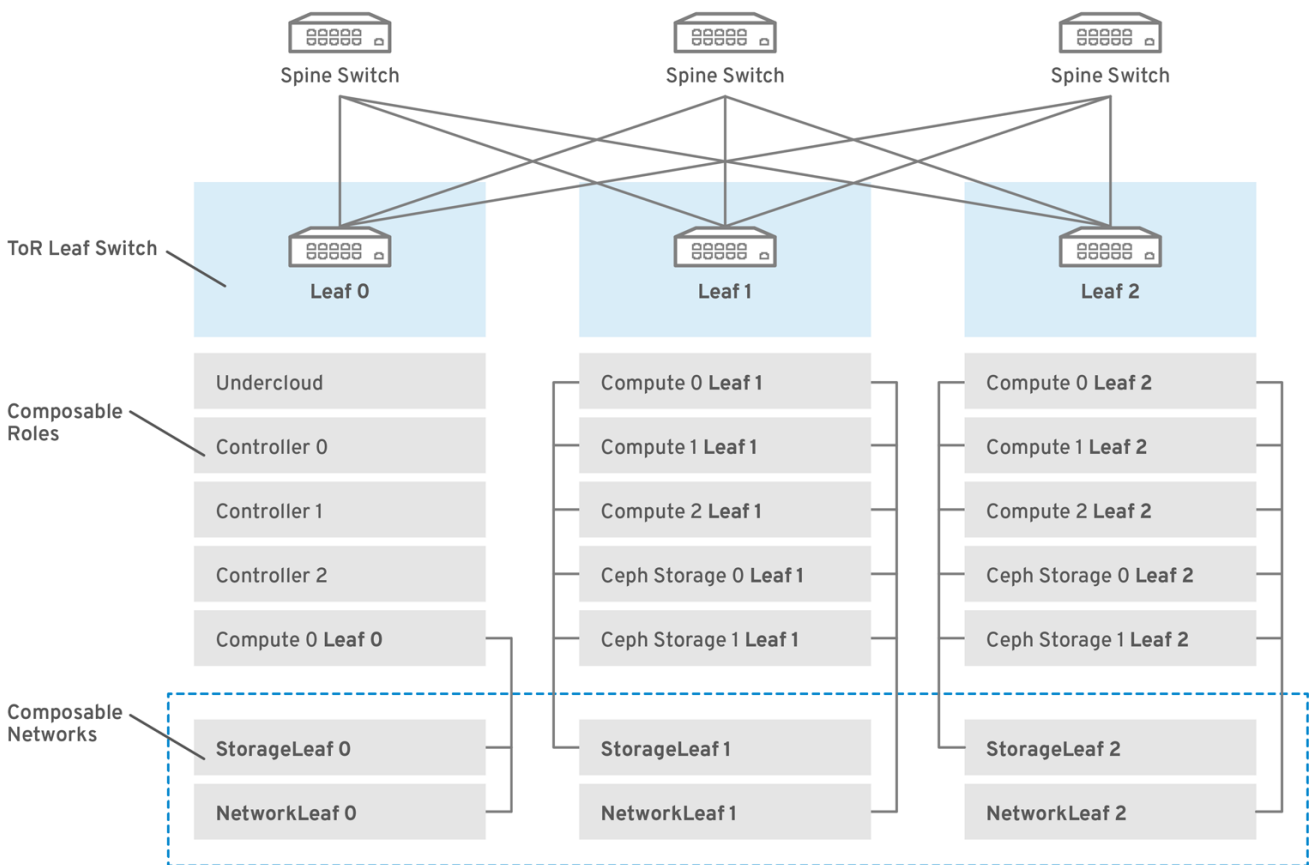 Spine Switch
Spine Switch
Spine Switch
ToR Leaf Switch
Leaf 0
Leaf 1
Leaf 2
Composable
Roles
Undercloud
Controller 0
Controller 1
Controller 2
Compute 0 Leaf 0
Compute 0 Leaf 1
Compute 1 Leaf 1
Compute 2 Leaf 1
Ceph Storage 0 Leaf 1
Ceph Storage 1 Leaf 1
Compute 0 Leaf 2
Compute 1 Leaf 2
Compute 2 Leaf 2
Ceph Storage 0 Leaf 2
Ceph Storage 1 Leaf 2
Composable
Networks
StorageLeaf 0
NetworkLeaf 0
StorageLeaf 1
NetworkLeaf 1
StorageLeaf 2
NetworkLeaf 2